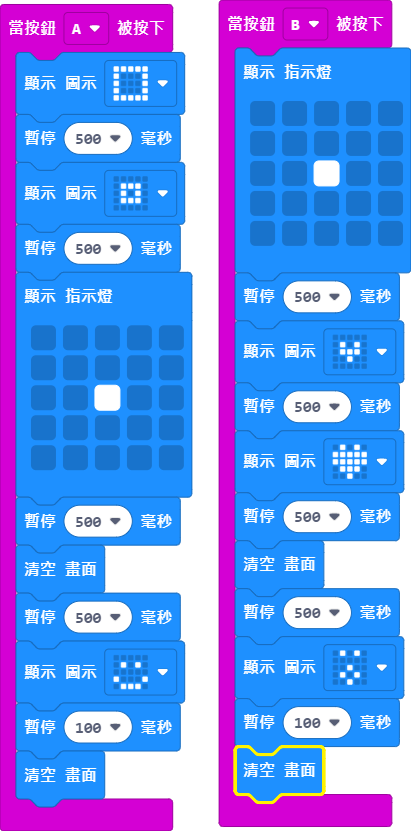 當按鈕 A 被按下
顯示 圖示
暫停 500 毫秒
顯示 圖示
暫停 500 毫秒
顯示 指示燈
暫停 500 毫秒
清空 畫面
暫停 500 毫秒
顯示 圖示
暫停 100 毫秒
清空 畫面
當按鈕 B 被按下
顯示 指示燈
暫停 500 毫秒
顯示 圖示
暫停 500 毫秒
顯示 圖示
暫停 500 毫秒
清空 畫面
暫停 500 毫秒
顯示 圖示
暫停 100 毫秒
清空 畫面